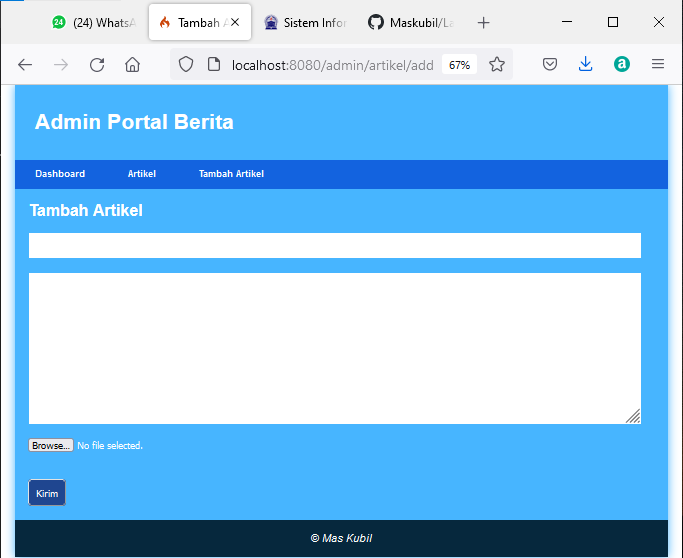 (24) WhatsA
Tambah A
Sistem Infor
Maskubil/La
localhost:8080/admin/artikel/add
67%
Admin Portal Berita
Dashboard
Artikel
Tambah Artikel
Tambah Artikel
Browse...
No file selected.
Kirim
© Mas Kubil